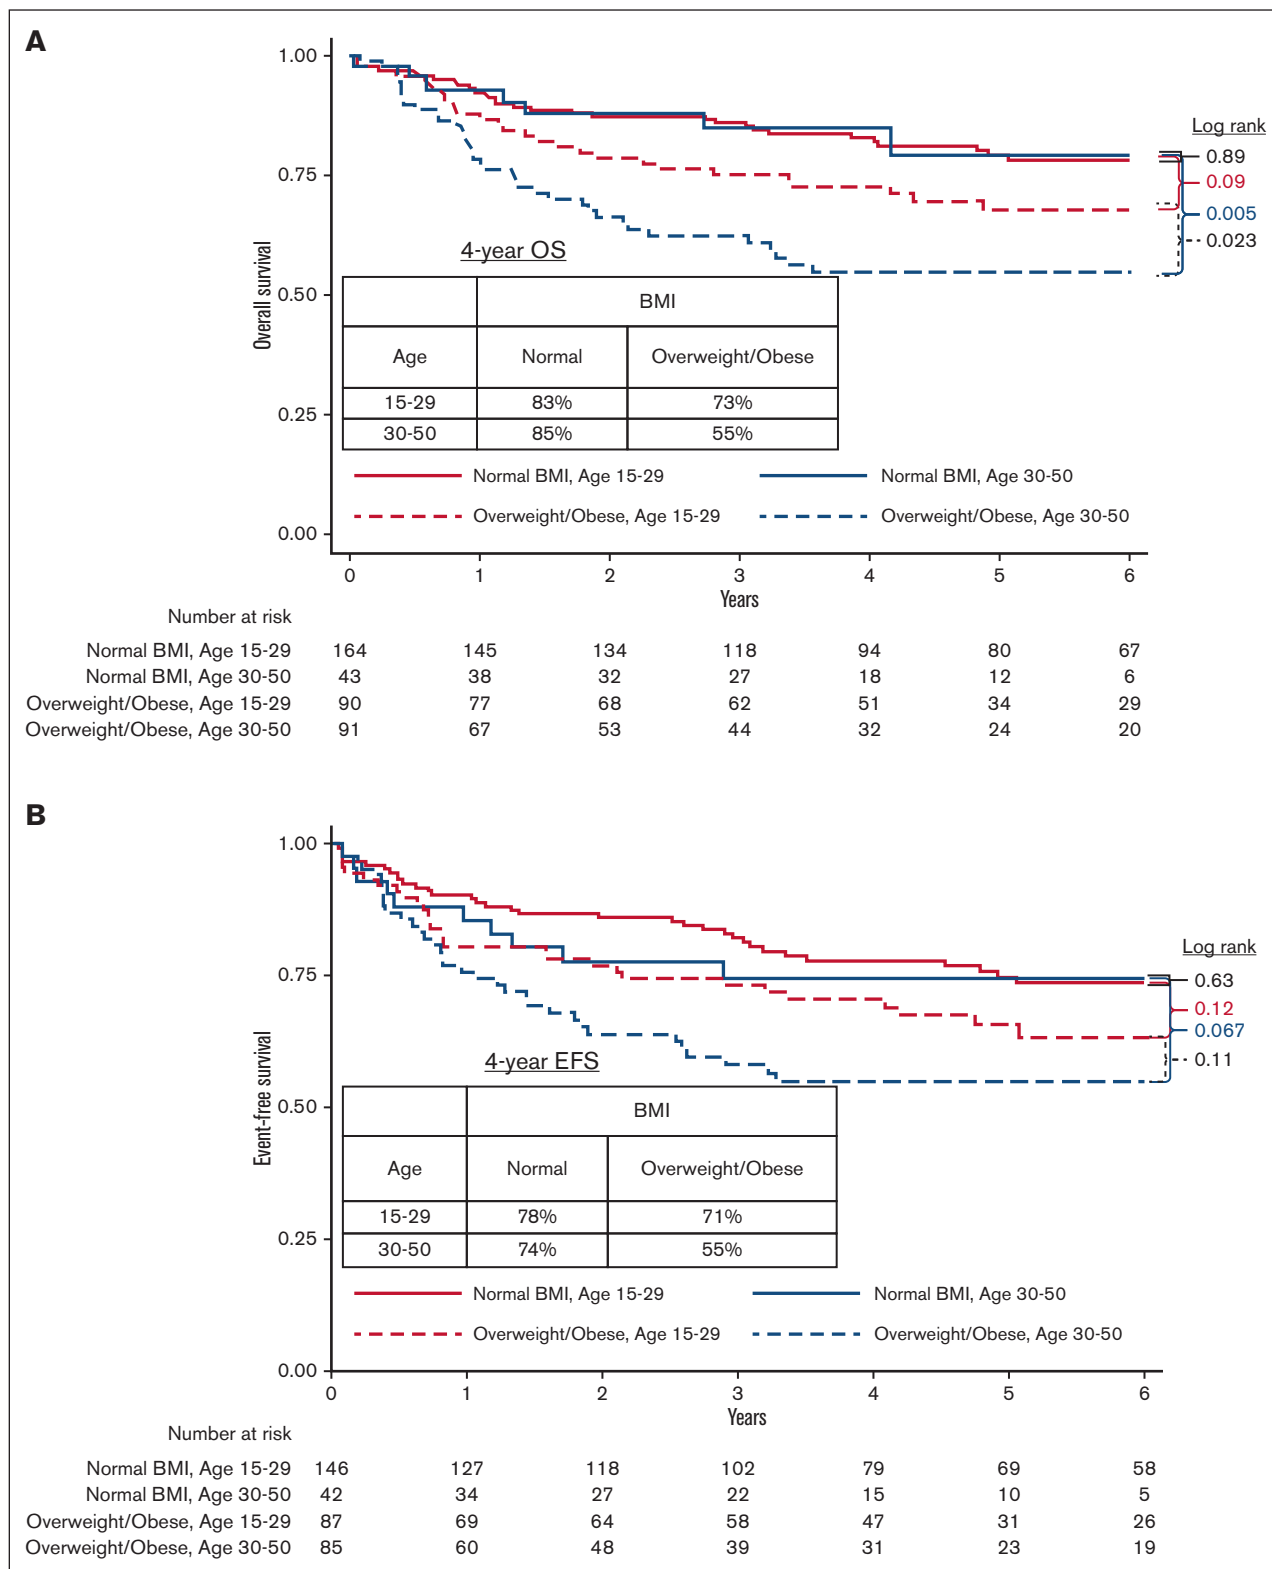 A
1.00
0.75
0.50
0.25
0.00
Overall survival
Log rank
0.89
0.09
0.005
0.023
4-year OS
BMI
Age Normal Overweight/Obese
15-29 83% 73%
30-50 85% 55%
Normal BMI, Age 15-29 Normal BMI, Age 30-50
Overweight/Obese, Age 15-29 Overweight/Obese, Age 30-50
0 1 2 3 4 5 6
Years
Number at risk
Normal BMI, Age 15-29 164 145 134 118 94 80 67
Normal BMI, Age 30-50 43 38 32 27 18 12 6
Overweight/Obese, Age 15-29 90 77 68 62 51 34 29
Overweight/Obese, Age 30-50 91 67 53 44 32 24 20
B
1.00
0.75
0.50
0.25
0.00
Event-free survival
Log rank
0.63
0.12
0.067
0.11
4-year EFS
BMI
Age Normal Overweight/Obese
15-29 78% 71%
30-50 74% 55%
Normal BMI, Age 15-29 Normal BMI, Age 30-50
Overweight/Obese, Age 15-29 Overweight/Obese, Age 30-50
0 1 2 3 4 5 6
Years
Number at risk
Normal BMI, Age 15-29 146 127 118 102 79 69 58
Normal BMI, Age 30-50 42 34 27 22 15 10 5
Overweight/Obese, Age 15-29 87 69 64 58 47 31 26
Overweight/Obese, Age 30-50 85 60 48 39 31 23 19